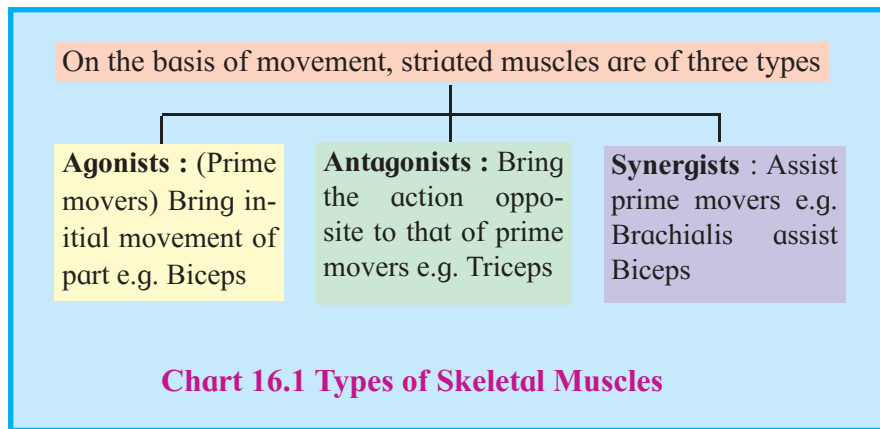 On the basis of movement, striated muscles are of three types
Agonists : (Prime
movers) Bring in-
itial movement of
part e.g. Biceps
Antagonists : Bring
the action oppo-
site to that of prime
movers e.g. Triceps
Synergists : Assist
prime movers e.g.
Brachialis assist
Biceps
Chart 16.1 Types of Skeletal Muscles